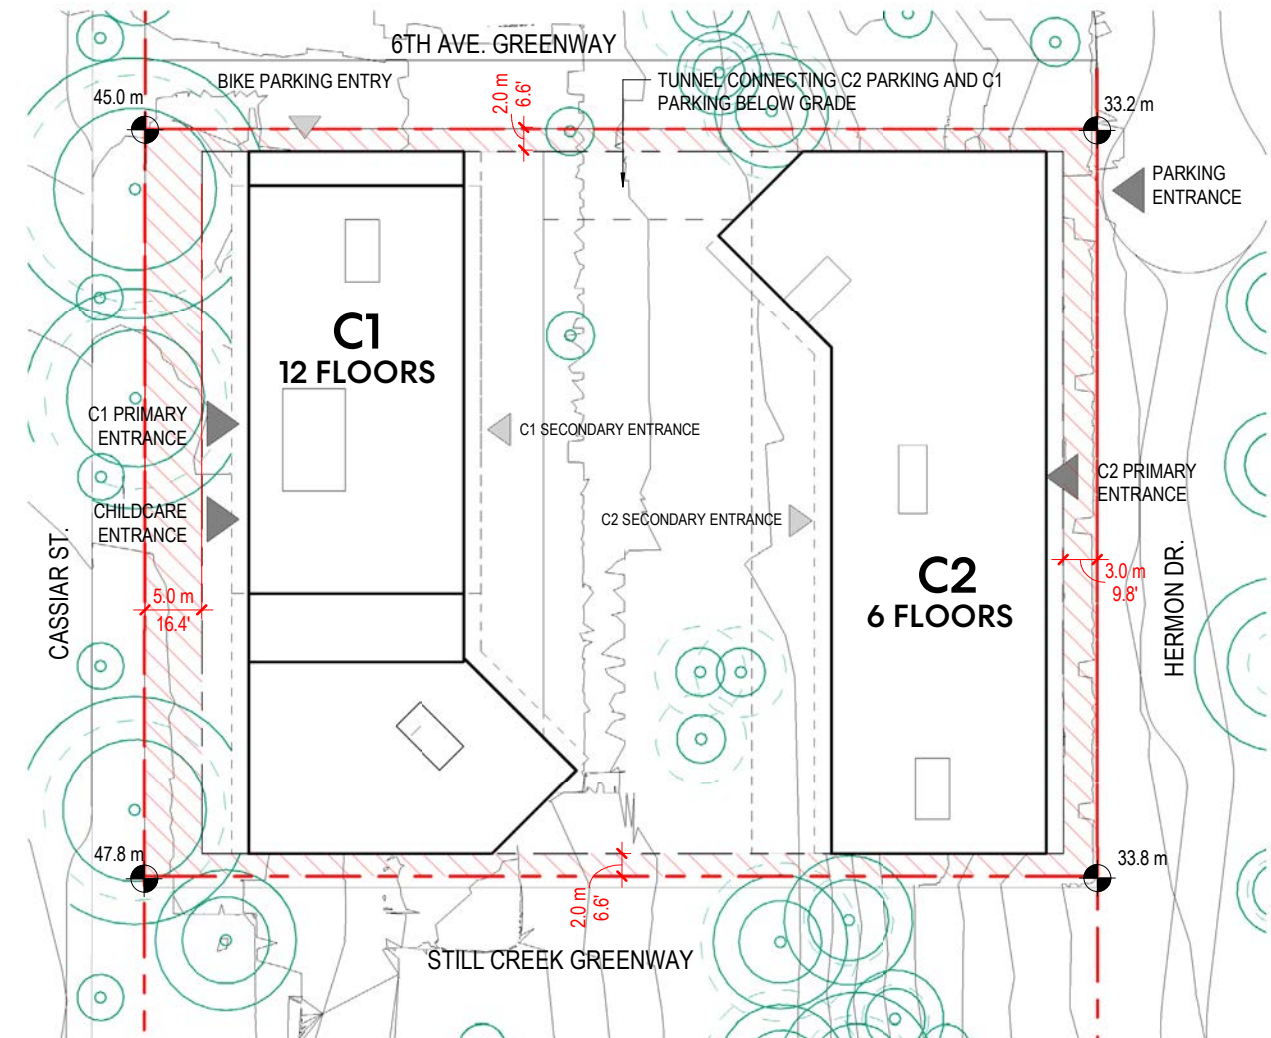 6TH AVE. GREENWAY
BIKE PARKING ENTRY
TUNNEL CONNECTING C2 PARKING AND C1
PARKING BELOW GRADE
45.0 m
2.0 m
6.6'
33.2 m
PARKING
ENTRANCE
C1
12 FLOORS
C1 PRIMARY
ENTRANCE
C1 SECONDARY ENTRANCE
C2 PRIMARY
ENTRANCE
CHILDCARE
ENTRANCE
C2 SECONDARY ENTRANCE
CASSIAR ST.
5.0 m
16.4'
C2
6 FLOORS
3.0 m
9.8'
HERMON DR.
47.8 m
33.8 m
2.0 m
6.6'
STILL CREEK GREENWAY